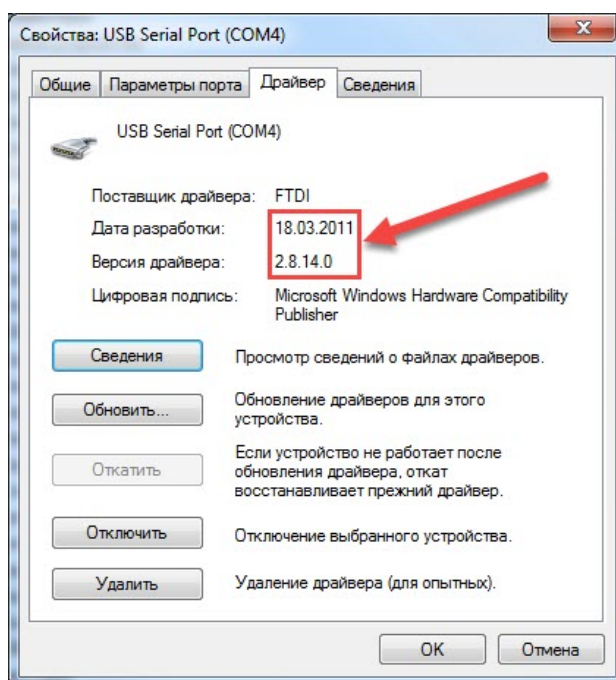 Свойства: USB Serial Port (COM4)
Общие Параметры порта Драйвер Сведения
USB Serial Port (COM4)
Поставщик драйвера: FTDI
Дата разработки: 18.03.2011
Версия драйвера: 2.8.14.0
Цифровая подпись: Microsoft Windows Hardware Compatibility
Publisher
Сведения Просмотр сведений о файлах драйверов.
Обновить... Обновление драйверов для этого
устройства.
Откатить Если устройство не работает после
обновления драйвера, откат
восстанавливает прежний драйвер.
Отключить Отключение выбранного устройства.
Удалить Удаление драйвера (для опытных).
OK Отмена